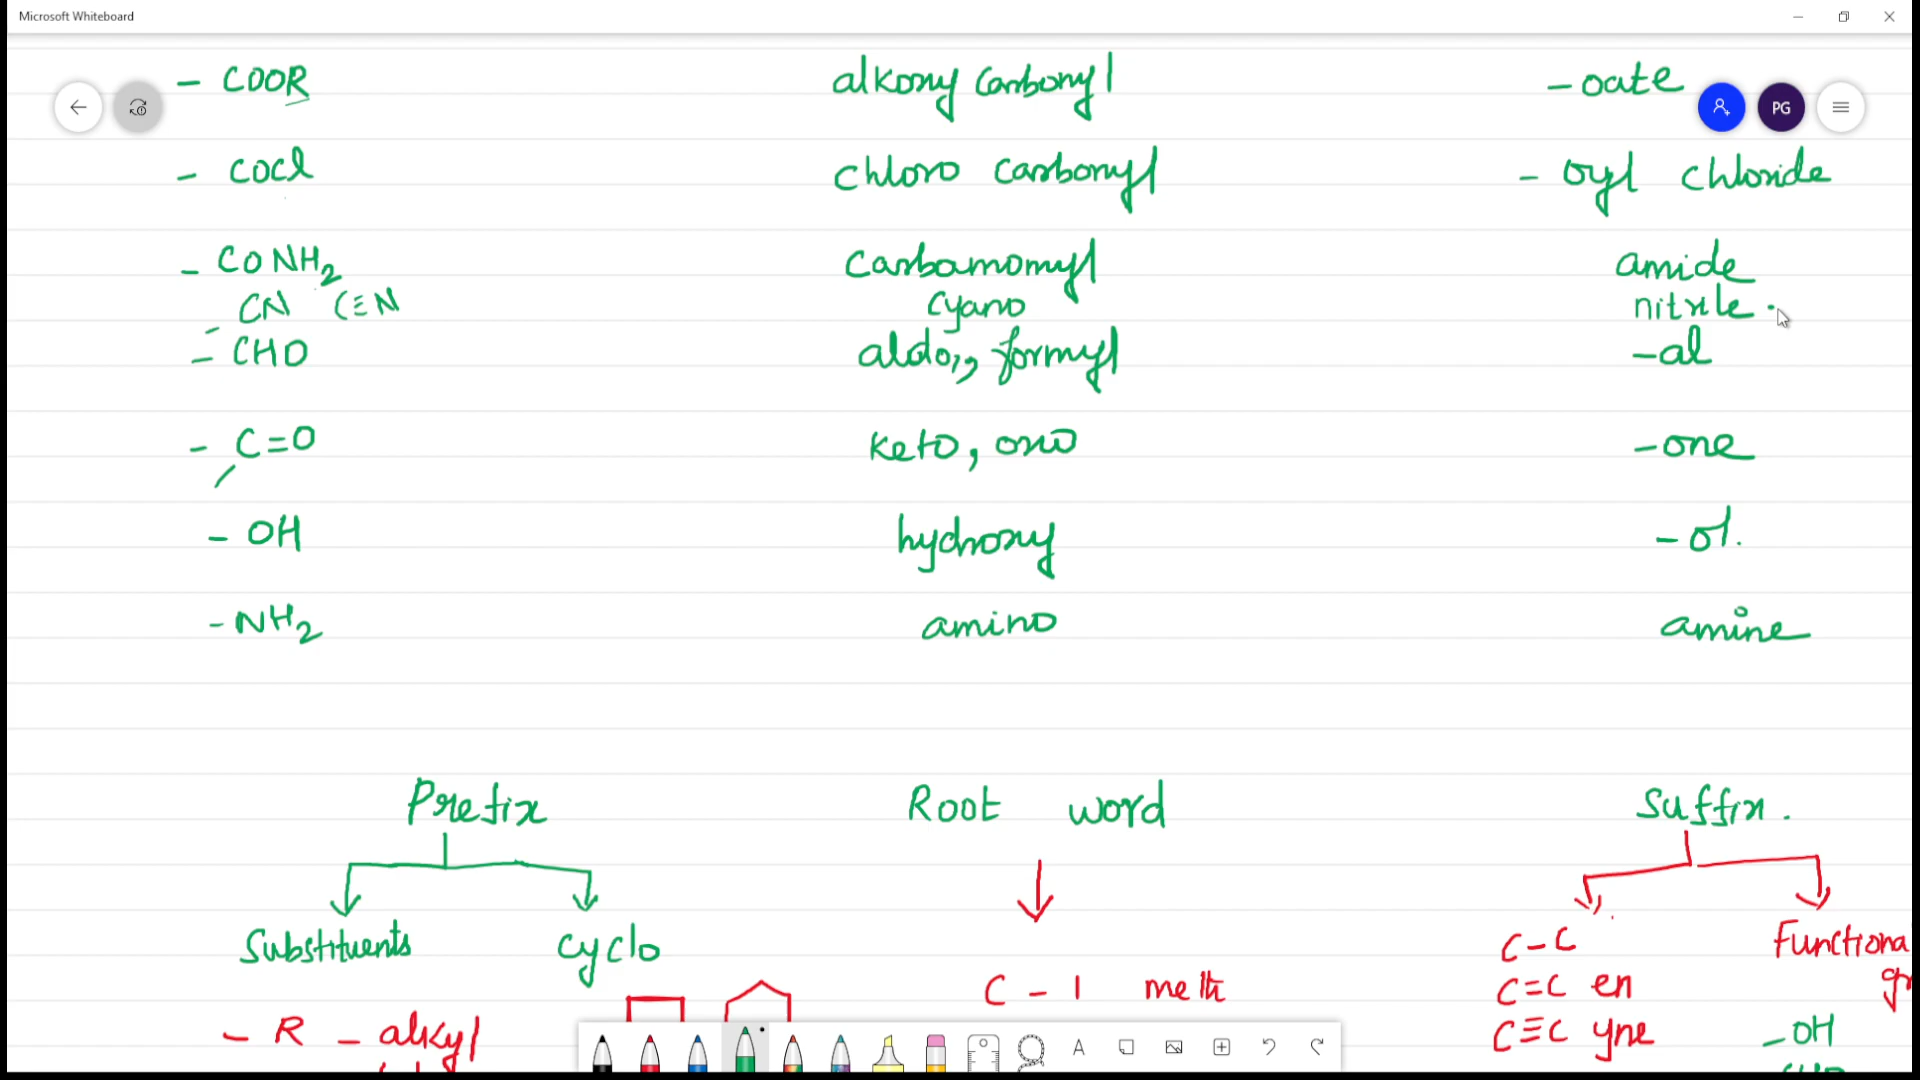 Microsoft Whiteboard
- COOR alkoxy Carbonyl -oate
PG
- COCl chloro carbonyl - oyl chloride
- CONH2 carbamomyl amide
- CN C≡N Cyano nitrile.
- CHO aldo, formyl -al
- C=O keto, oxo -one
- OH hydroxy -ol.
- NH2 amino amine
Prefix Root word Suffix.
Substituents cyclo C-C Functiona
C - 1 meth C=C en gr
- R - alkyl C≡C yne -OH
A